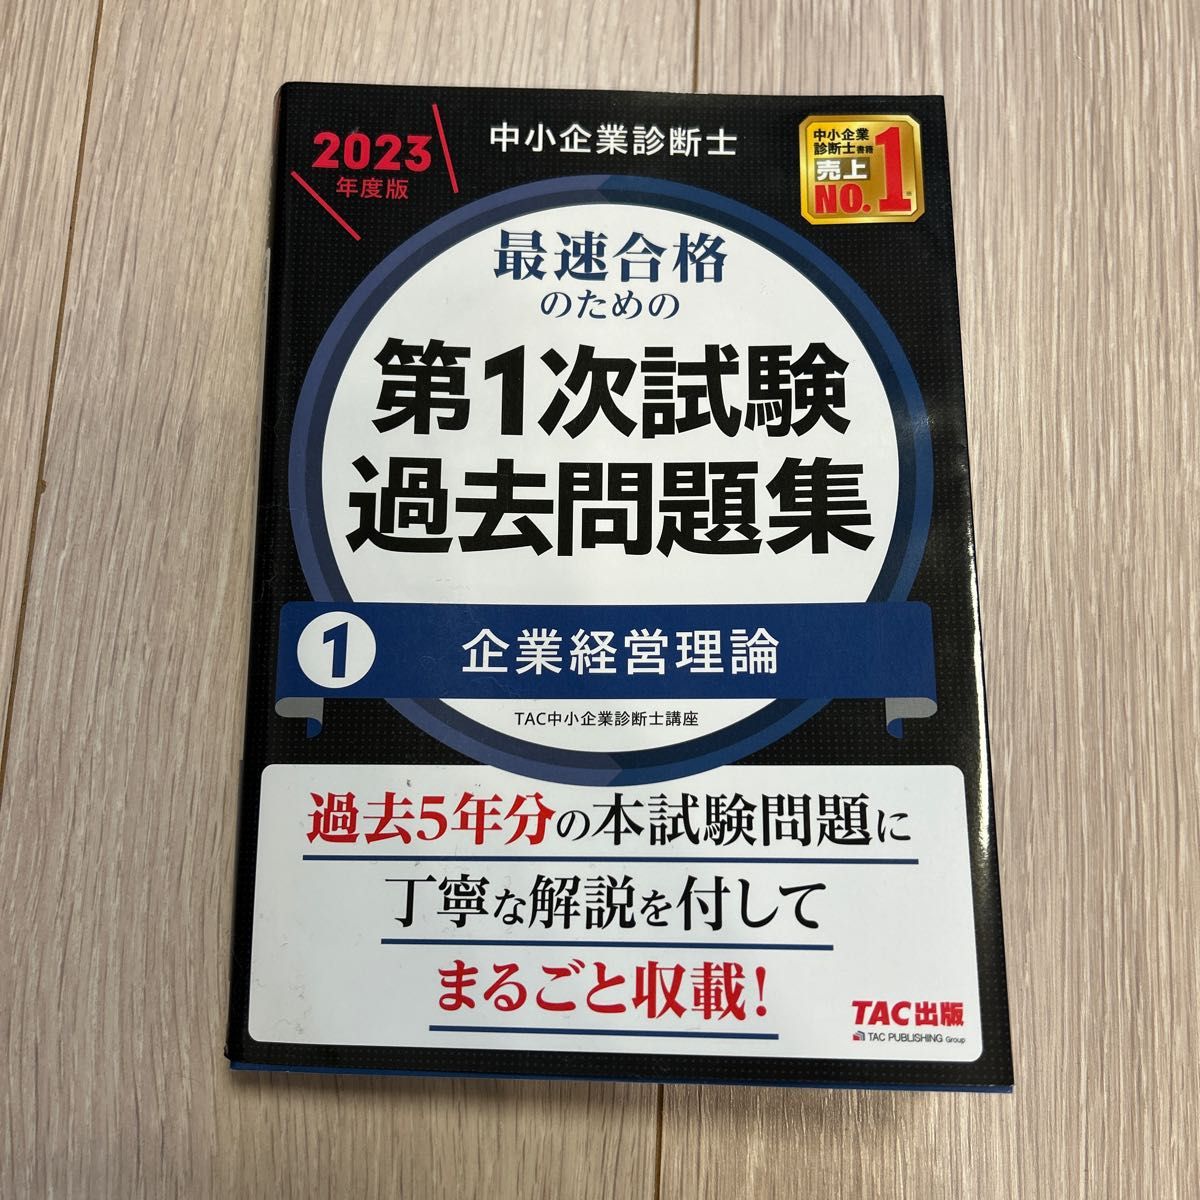 2023
年度版
中小企業診断士
中小企業
診断士書籍
売上
NO.1
最速合格
のための
第1次試験
過去問題集
1 企業経営理論
TAC中小企業診断士講座
過去5年分の本試験問題に
丁寧な解説を付して
まるごと収載!
TAC出版
TAC PUBLISHING Group